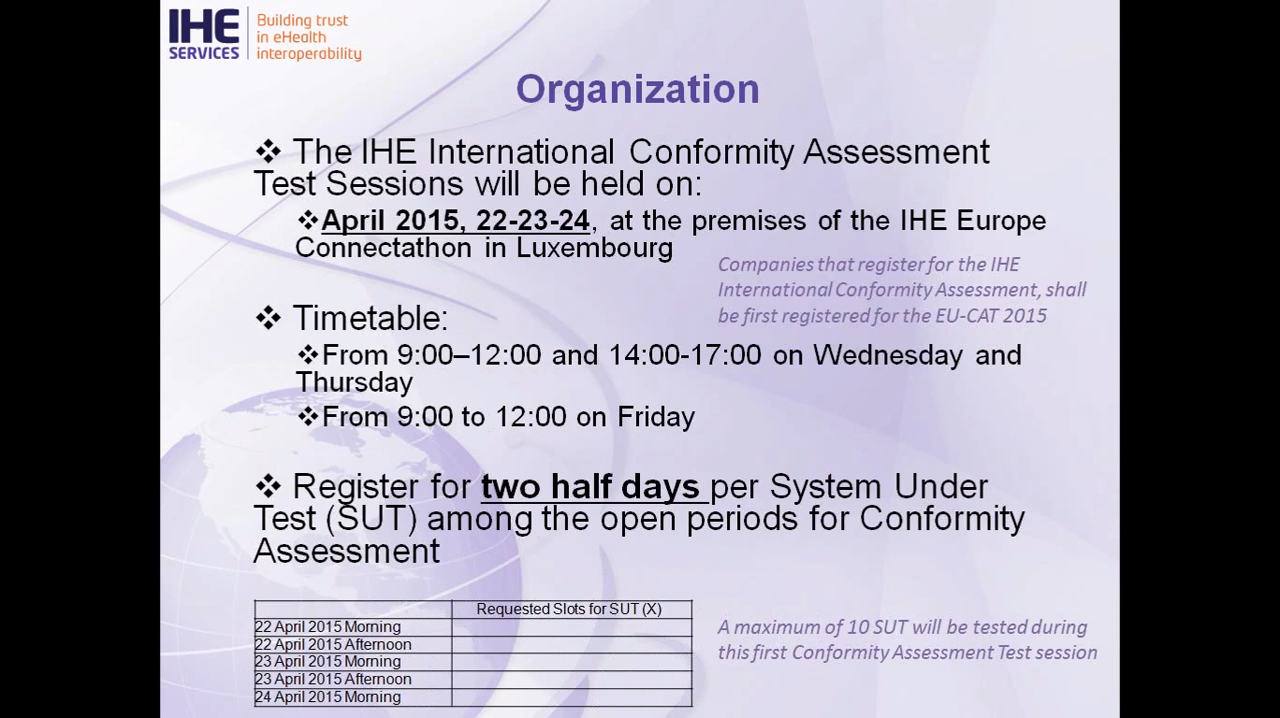 IHE
SERVICES
Building trust
in eHealth
interoperability
Organization
❖ The IHE International Conformity Assessment
Test Sessions will be held on:
❖April 2015, 22-23-24, at the premises of the IHE Europe
Connectathon in Luxembourg
Companies that register for the IHE
International Conformity Assessment, shall
be first registered for the EU-CAT 2015
❖ Timetable:
❖From 9:00–12:00 and 14:00-17:00 on Wednesday and
Thursday
❖From 9:00 to 12:00 on Friday
❖ Register for two half days per System Under
Test (SUT) among the open periods for Conformity
Assessment
Requested Slots for SUT (X)
22 April 2015 Morning
22 April 2015 Afternoon
23 April 2015 Morning
23 April 2015 Afternoon
24 April 2015 Morning
A maximum of 10 SUT will be tested during
this first Conformity Assessment Test session